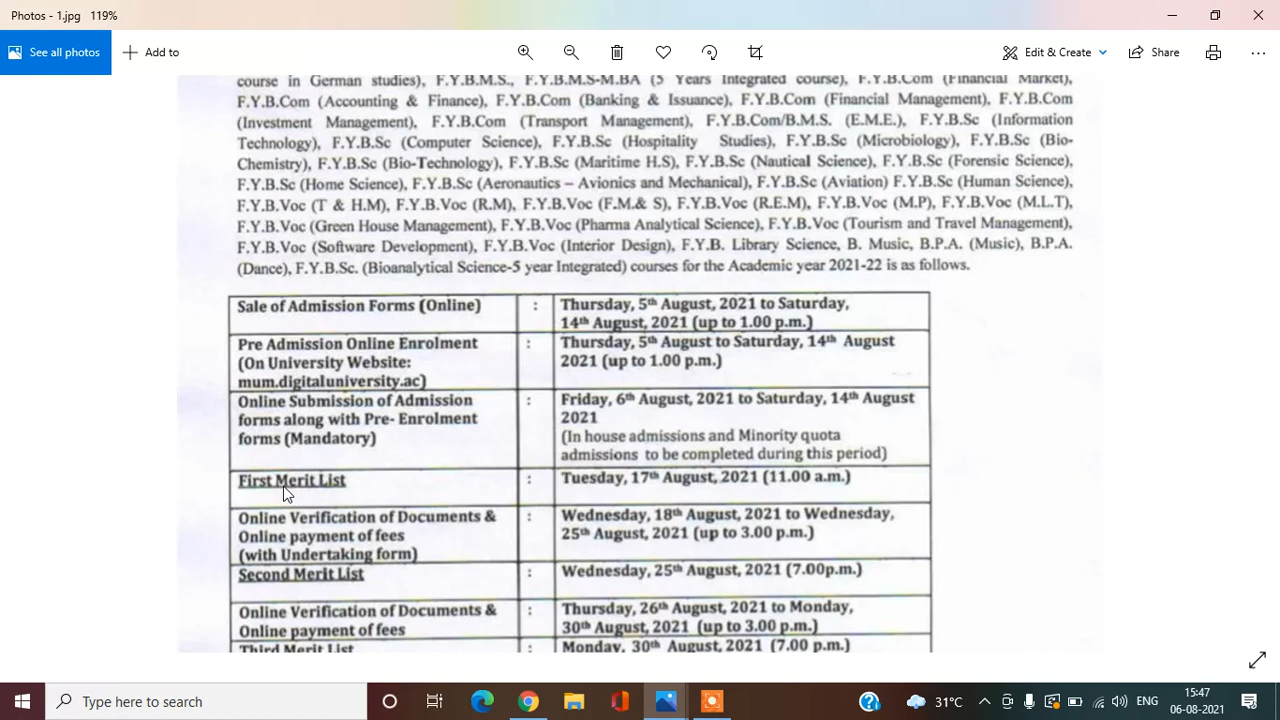 Photos - 1.jpg   119%
See all photos
Add to
Edit & Create
Share
course in German studies), F.Y.B.M.S., F.Y.B.M.S-M.BA (5 Years Integrated course), F.Y.B.Com (Financial Market),
F.Y.B.Com (Accounting & Finance), F.Y.B.Com (Banking & Issuance), F.Y.B.Com (Financial Management), F.Y.B.Com
(Investment Management), F.Y.B.Com (Transport Management), F.Y.B.Com/B.M.S. (E.M.E.), F.Y.B.Sc (Information
Technology), F.Y.B.Sc (Computer Science), F.Y.B.Sc (Hospitality Studies), F.Y.B.Sc (Microbiology), F.Y.B.Sc (Bio-
Chemistry), F.Y.B.Sc (Bio-Technology), F.Y.B.Sc (Maritime H.S), F.Y.B.Sc (Nautical Science), F.Y.B.Sc (Forensic Science),
F.Y.B.Sc (Home Science), F.Y.B.Sc (Aeronautics – Avionics and Mechanical), F.Y.B.Sc (Aviation) F.Y.B.Sc (Human Science),
F.Y.B.Voc (T & H.M), F.Y.B.Voc (R.M), F.Y.B.Voc (F.M.& S), F.Y.B.Voc (R.E.M), F.Y.B.Voc (M.P), F.Y.B.Voc (M.L.T),
F.Y.B.Voc (Green House Management), F.Y.B.Voc (Pharma Analytical Science), F.Y.B.Voc (Tourism and Travel Management),
F.Y.B.Voc (Software Development), F.Y.B.Voc (Interior Design), F.Y.B. Library Science, B. Music, B.P.A. (Music), B.P.A.
(Dance), F.Y.B.Sc. (Bioanalytical Science-5 year Integrated) courses for the Academic year 2021-22 is as follows.
Sale of Admission Forms (Online) : Thursday, 5th August, 2021 to Saturday,
14th August, 2021 (up to 1.00 p.m.)
Pre Admission Online Enrolment : Thursday, 5th August to Saturday, 14th August
(On University Website: 2021 (up to 1.00 p.m.)
mum.digitaluniversity.ac)
Online Submission of Admission : Friday, 6th August, 2021 to Saturday, 14th August
forms along with Pre- Enrolment 2021
forms (Mandatory) (In house admissions and Minority quota
admissions to be completed during this period)
First Merit List : Tuesday, 17th August, 2021 (11.00 a.m.)
Online Verification of Documents & : Wednesday, 18th August, 2021 to Wednesday,
Online payment of fees 25th August, 2021 (up to 3.00 p.m.)
(with Undertaking form)
Second Merit List : Wednesday, 25th August, 2021 (7.00p.m.)
Online Verification of Documents & : Thursday, 26th August, 2021 to Monday,
Online payment of fees 30th August, 2021 (up to 3.00 p.m.)
Third Merit List : Monday, 30th August, 2021 (7.00 p.m.)
Type here to search
31°C
ENG
15:47
06-08-2021